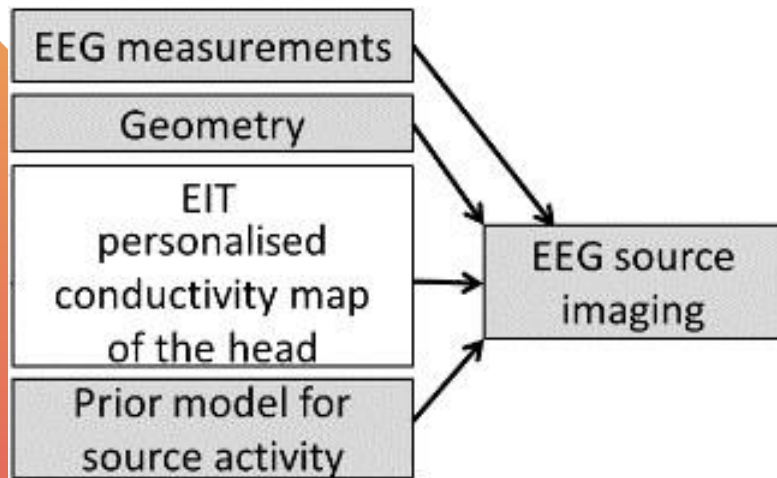 EEG measurements
Geometry
EIT
personalised
conductivity map
of the head
Prior model for
source activity
EEG source
imaging